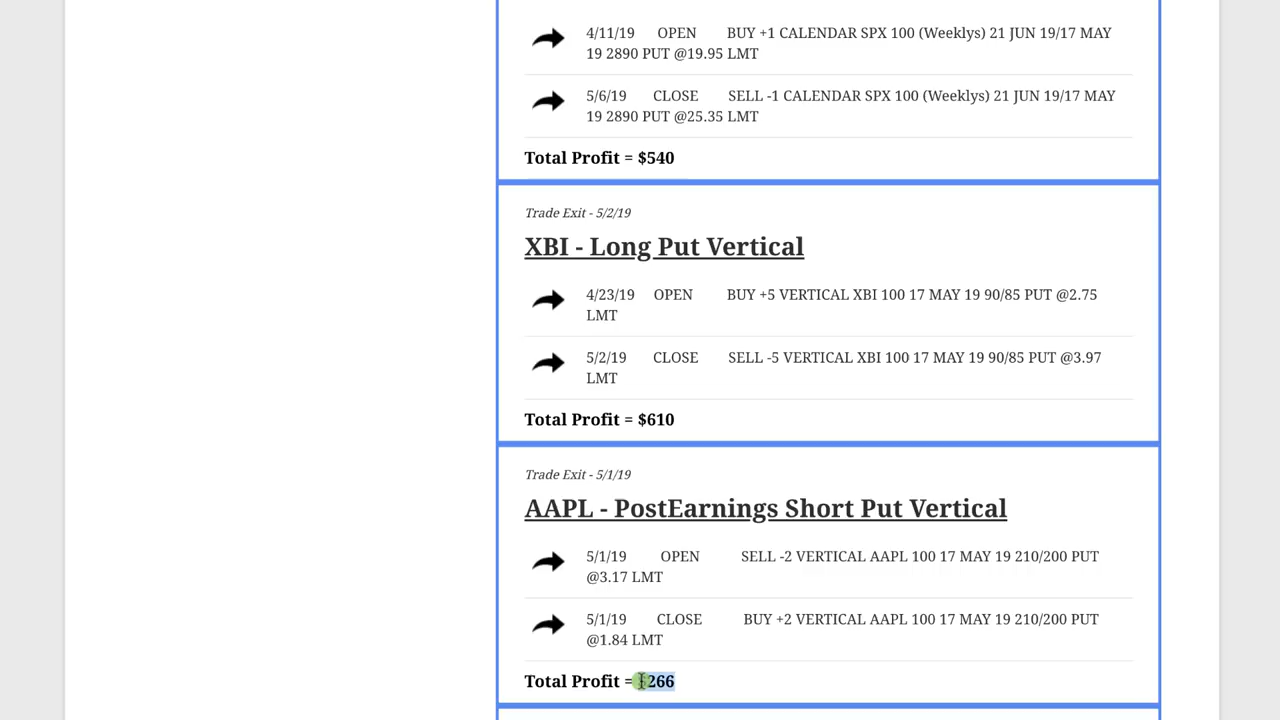 4/11/19 OPEN BUY +1 CALENDAR SPX 100 (Weeklys) 21 JUN 19/17 MAY
19 2890 PUT @19.95 LMT
5/6/19 CLOSE SELL -1 CALENDAR SPX 100 (Weeklys) 21 JUN 19/17 MAY
19 2890 PUT @25.35 LMT
Total Profit = $540
Trade Exit - 5/2/19
XBI - Long Put Vertical
4/23/19 OPEN BUY +5 VERTICAL XBI 100 17 MAY 19 90/85 PUT @2.75
LMT
5/2/19 CLOSE SELL -5 VERTICAL XBI 100 17 MAY 19 90/85 PUT @3.97
LMT
Total Profit = $610
Trade Exit - 5/1/19
AAPL - PostEarnings Short Put Vertical
5/1/19 OPEN SELL -2 VERTICAL AAPL 100 17 MAY 19 210/200 PUT
@3.17 LMT
5/1/19 CLOSE BUY +2 VERTICAL AAPL 100 17 MAY 19 210/200 PUT
@1.84 LMT
Total Profit = $266